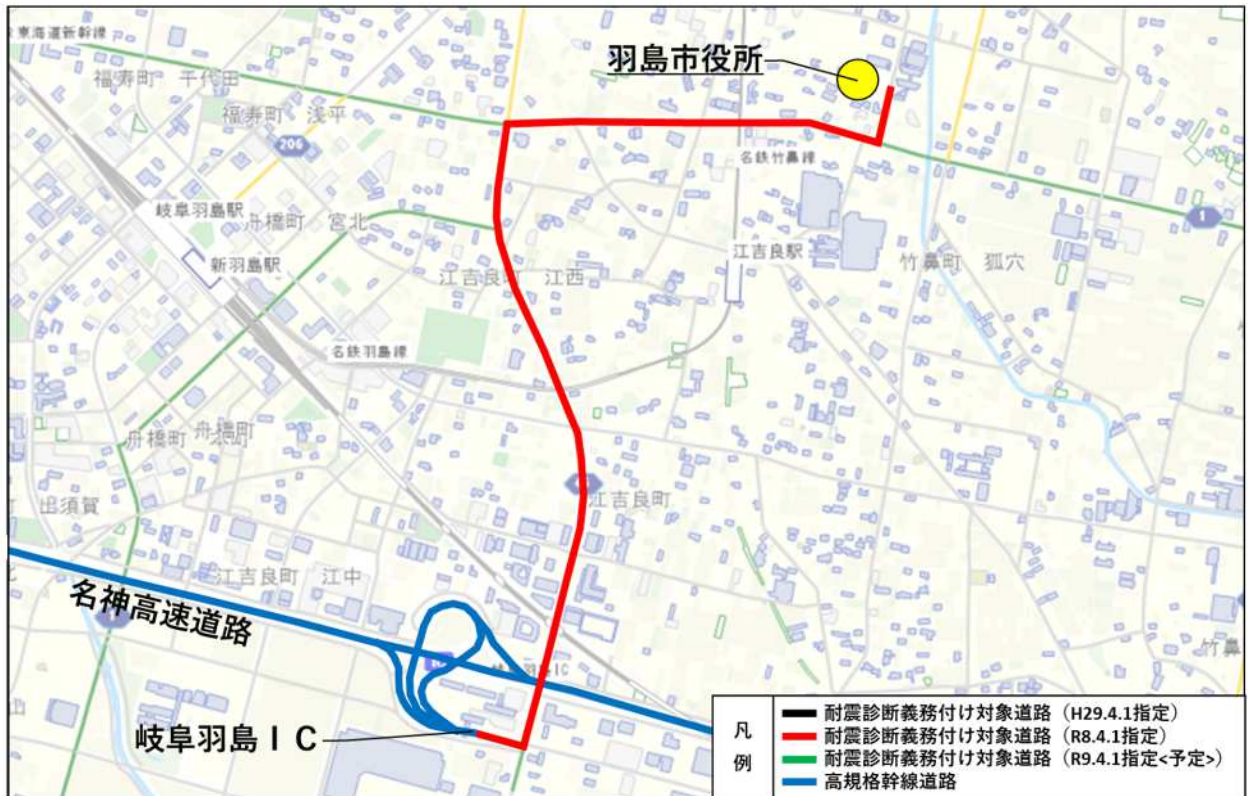 東海道新幹線
羽島市役所
福寿町 千代田
福寿町 浅平
206
名鉄竹鼻線
岐阜羽島駅
舟橋町 宮北
1
新羽島駅
江吉良町 江西
江吉良駅
竹鼻町 狐穴
名鉄羽島線
舟橋町
舟橋町
出須賀
江吉良町
江吉良町 江中
名神高速道路
竹鼻
岐阜羽島IC
凡例
耐震診断義務付け対象道路（H29.4.1指定）
耐震診断義務付け対象道路（R8.4.1指定）
耐震診断義務付け対象道路（R9.4.1指定<予定>）
高規格幹線道路